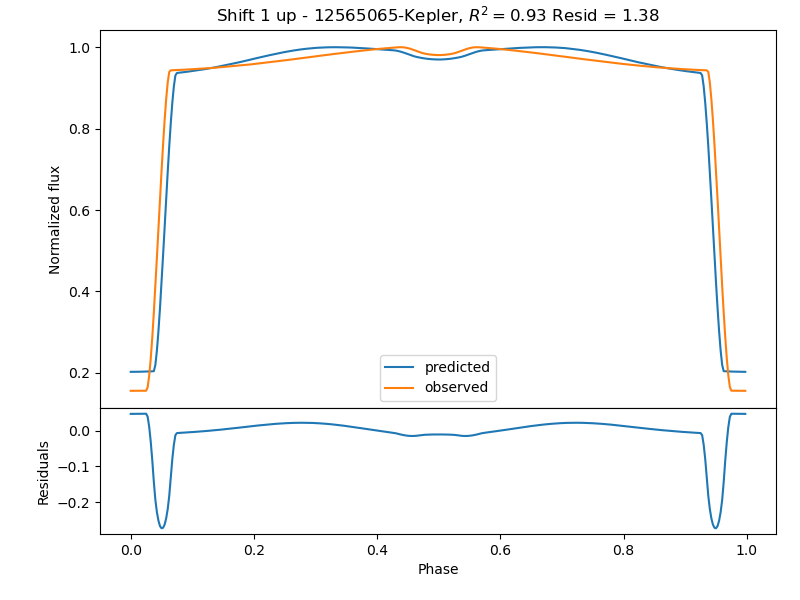 Shift 1 up - 12565065-Kepler, R² = 0.93 Resid = 1.38
1.0
0.8
0.6
0.4
0.2
Normalized flux
predicted
observed
0.0
−0.1
−0.2
Residuals
0.0 0.2 0.4 0.6 0.8 1.0
Phase